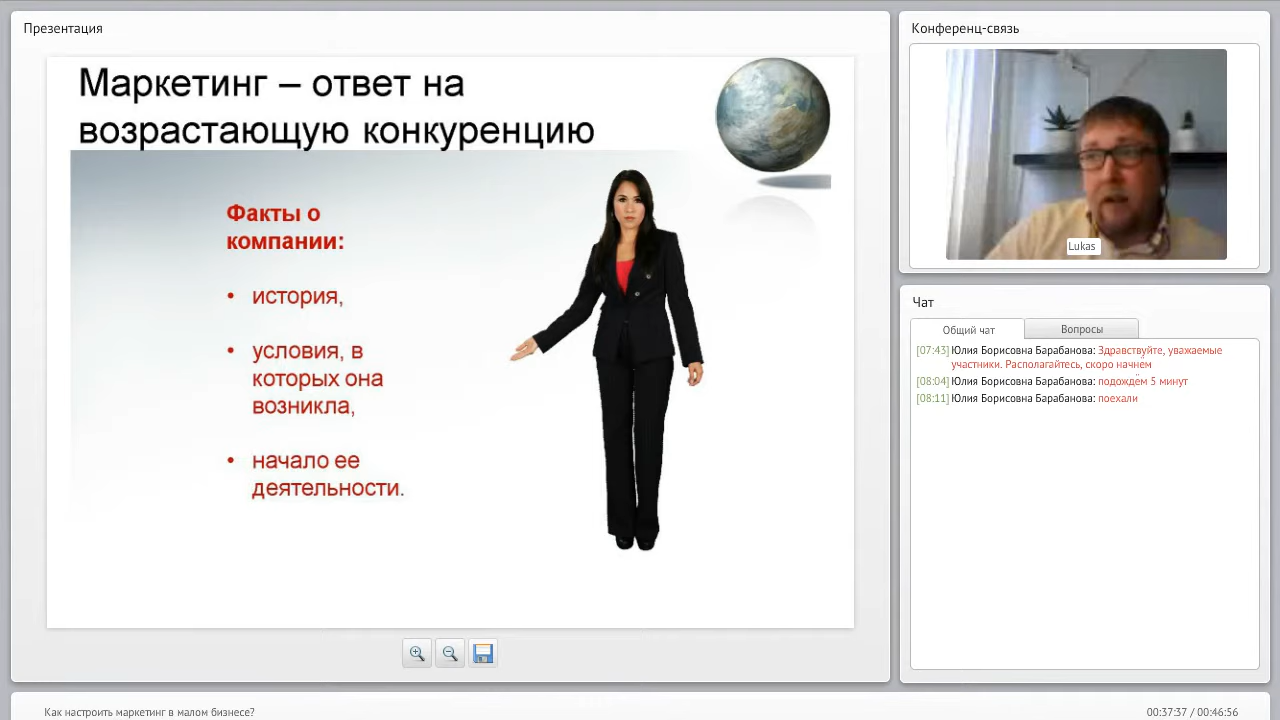 Презентация
Маркетинг – ответ на
возрастающую конкуренцию
Факты о
компании:
• история,
• условия, в
которых она
возникла,
• начало ее
деятельности.
Конференц-связь
Lukas
Чат
Общий чат
Вопросы
[07:43] Юлия Борисовна Барабанова: Здравствуйте, уважаемые
участники. Располагайтесь, скоро начнём
[08:04] Юлия Борисовна Барабанова: подождём 5 минут
[08:11] Юлия Борисовна Барабанова: поехали
Как настроить маркетинг в малом бизнесе?
00:37:37 / 00:46:56